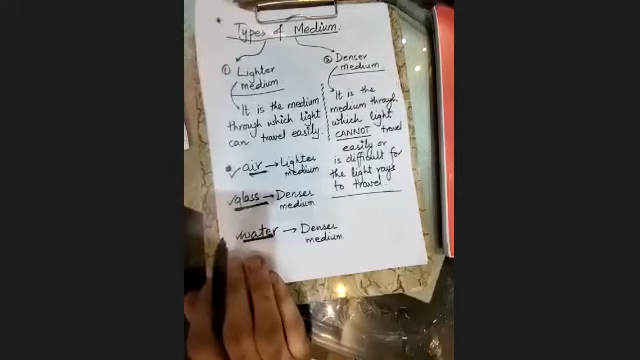 Types of Medium.
① Lighter
medium
It is the medium
through which light
can travel easily.
② Denser
medium
It is the
medium through
which light
CANNOT travel
easily or
is difficult for
the light rays
to travel.
air → Lighter
medium
glass → Denser
medium
water → Denser
medium.